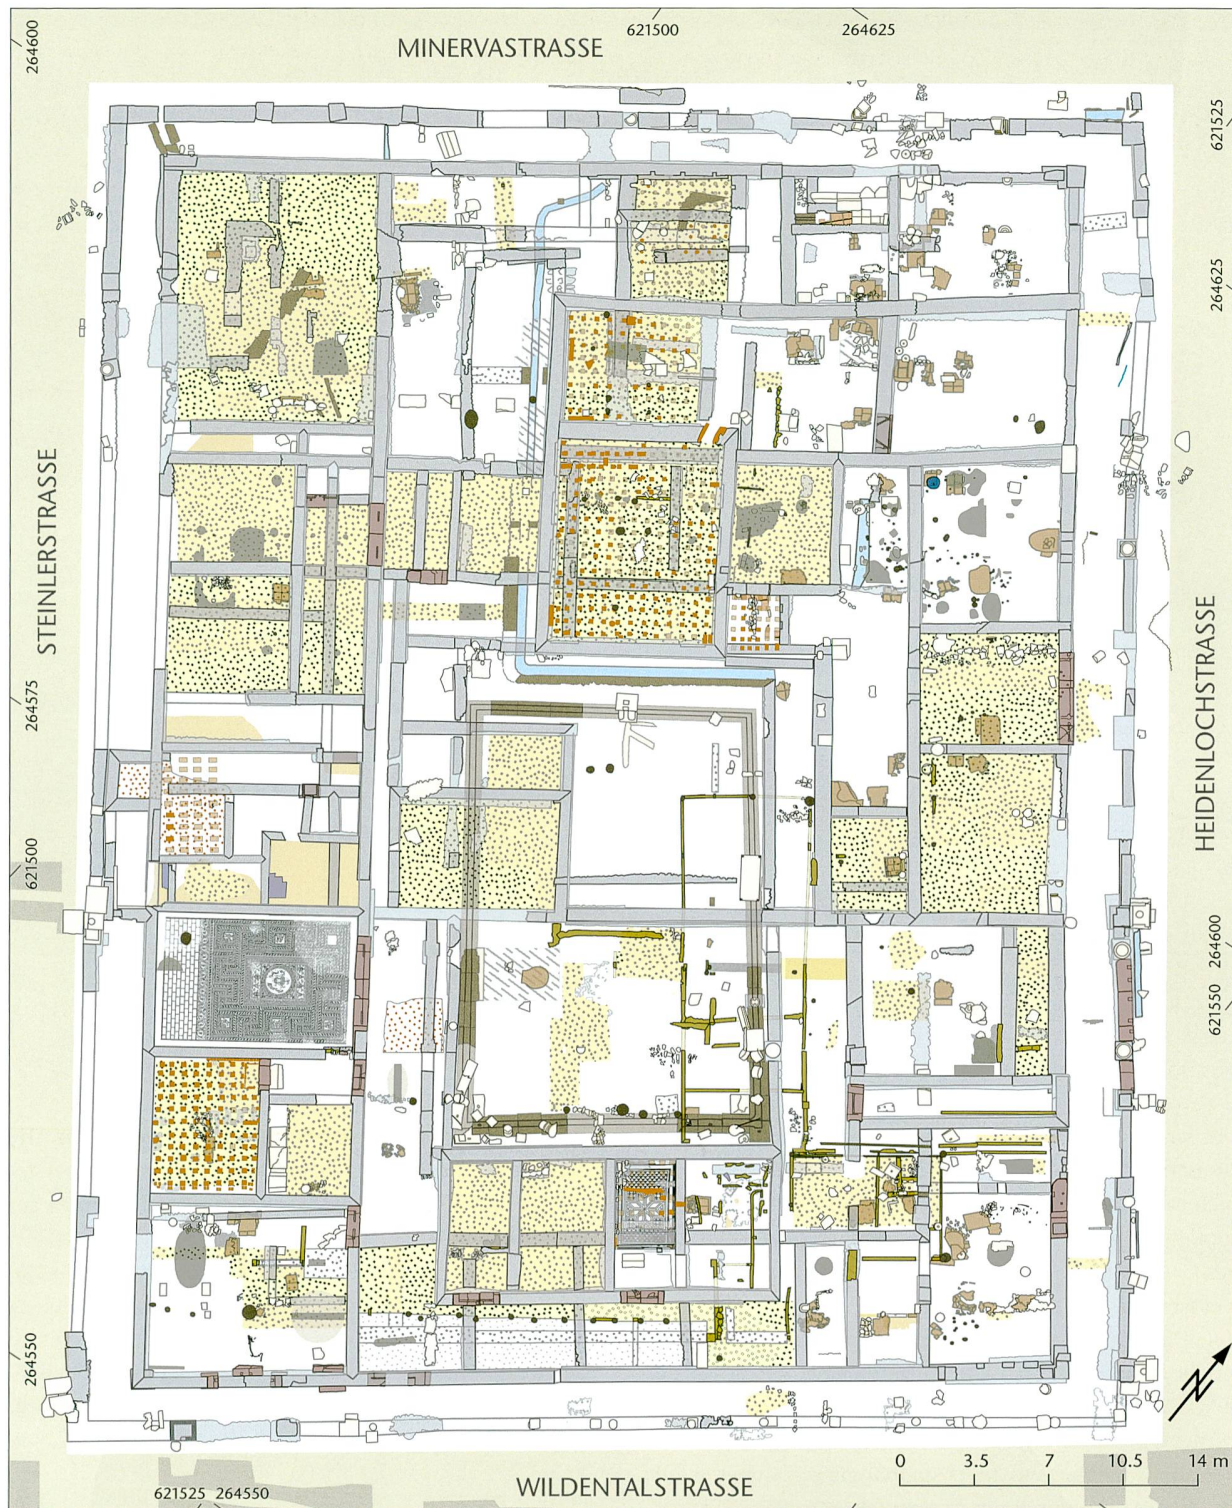 MINERVASTRASSE
621500
264625
264600
621525
264625
STEINLERSTRASSE
HEIDENLOCHSTRASSE
264575
621500
264600
621550
264550
N
0 3.5 7 10.5 14 m
WILDENTALSTRASSE
621525 264550